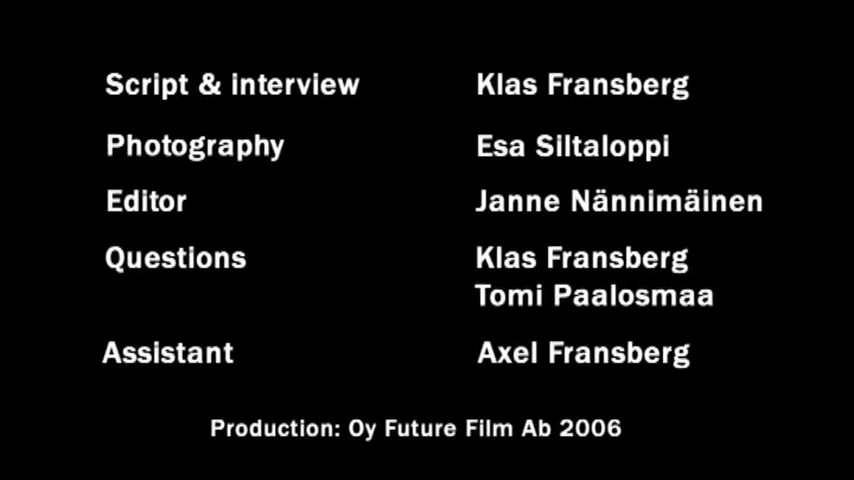 Script & interview Klas Fransberg
Photography Esa Siltaloppi
Editor Janne Nännimäinen
Questions Klas Fransberg
Tomi Paalosmaa
Assistant Axel Fransberg
Production: Oy Future Film Ab 2006